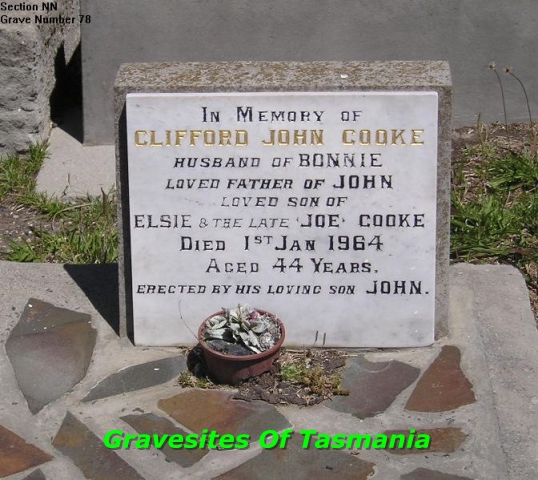 Section NN
Grave Number 78
IN MEMORY OF
CLIFFORD JOHN COOKE
HUSBAND OF BONNIE
LOVED FATHER OF JOHN
LOVED SON OF
ELSIE & THE LATE 'JOE' COOKE
DIED 1ST JAN 1964
AGED 44 YEARS.
ERECTED BY HIS LOVING SON JOHN.
Gravesites Of Tasmania